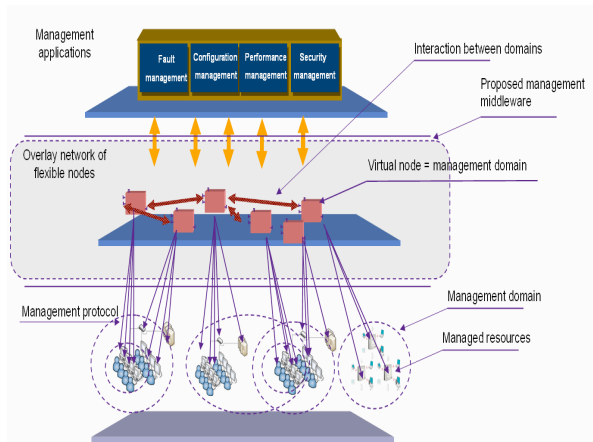 Management
applications
Fault
management
Configuration
management
Performance
management
Security
management
Interaction between domains
Proposed management
middleware
Overlay network of
flexible nodes
Virtual node = management domain
Management protocol
Management domain
Managed resources